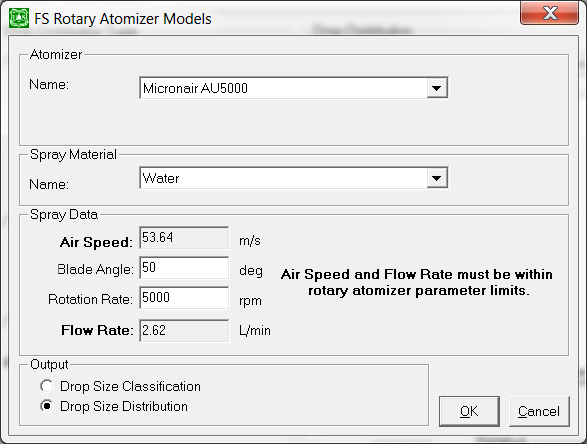 FS Rotary Atomizer Models
Atomizer
Name: Micronair AU5000
Spray Material
Name: Water
Spray Data
Air Speed: 53.64 m/s
Blade Angle: 50 deg
Rotation Rate: 5000 rpm
Flow Rate: 2.62 L/min
Air Speed and Flow Rate must be within
rotary atomizer parameter limits.
Output
Drop Size Classification
Drop Size Distribution
OK Cancel